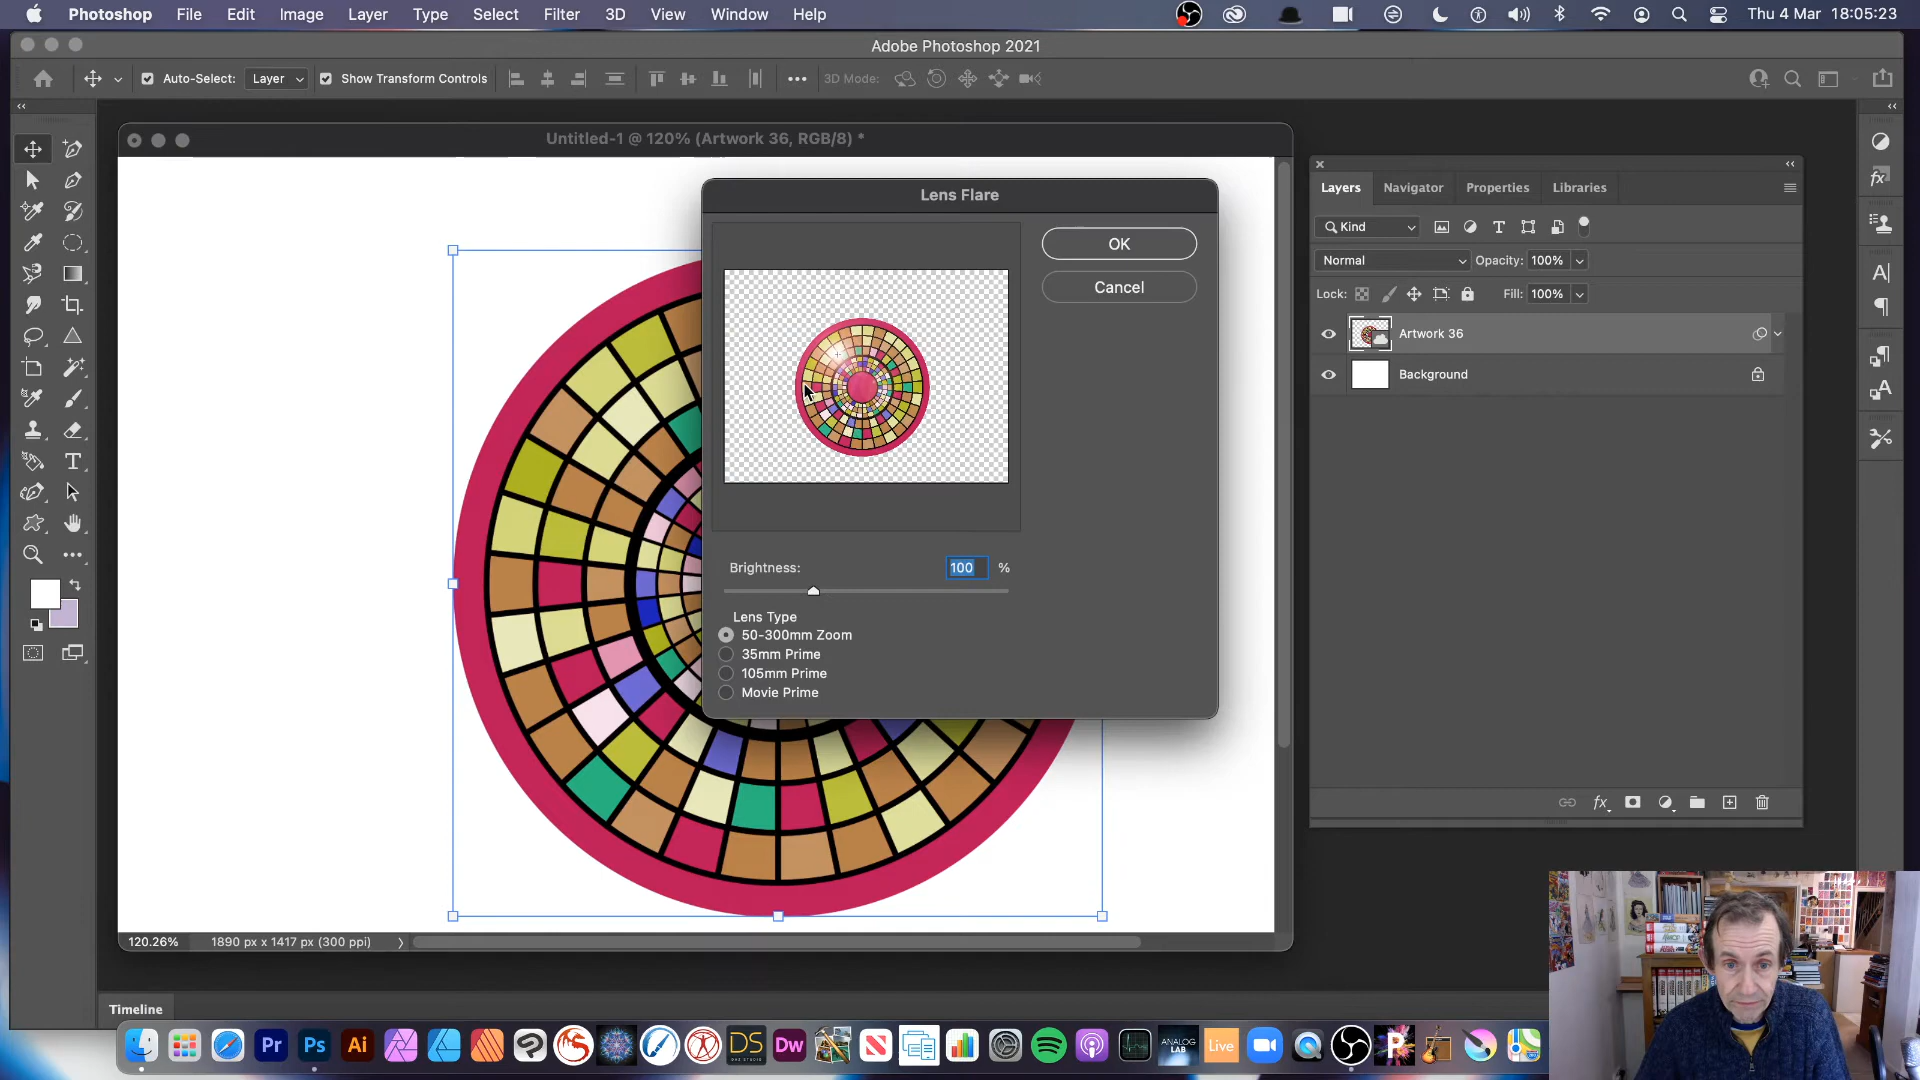 Photoshop File Edit Image Layer Type Select Filter 3D View Window Help Thu 4 Mar 18:05:23
Adobe Photoshop 2021
Auto-Select: Layer Show Transform Controls 3D Mode:
Untitled-1 @ 120% (Artwork 36, RGB/8) *
Lens Flare
OK
Cancel
Brightness: 100 %
Lens Type
50-300mm Zoom
35mm Prime
105mm Prime
Movie Prime
Layers Navigator Properties Libraries
Kind
Normal Opacity: 100%
Lock: Fill: 100%
Artwork 36
Background
120.26% 1890 px x 1417 px (300 ppi)
Timeline
Pr Ps Ai DS Dw ANALOG LAB Live P